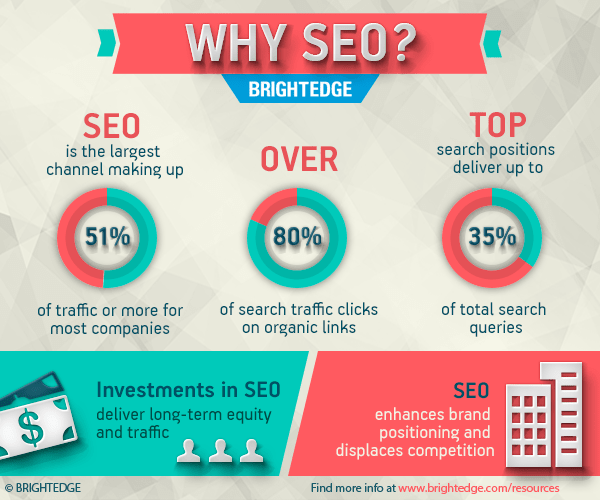 WHY SEO?
BRIGHTEDGE
SEO
is the largest
channel making up
51%
of traffic or more for
most companies
OVER
80%
of search traffic clicks
on organic links
TOP
search positions
deliver up to
35%
of total search
queries
Investments in SEO
deliver long-term equity
and traffic
$
SEO
enhances brand
positioning and
displaces competition
© BRIGHTEDGE
Find more info at www.brightedge.com/resources